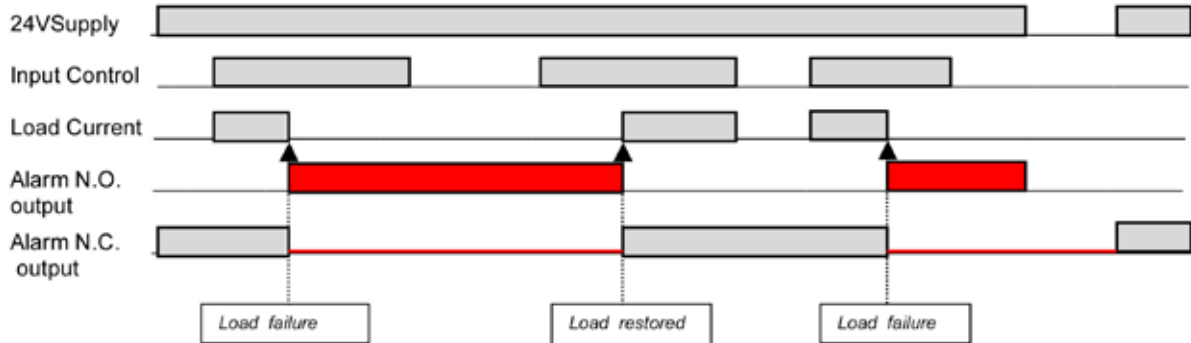 24VSupply
Input Control
Load Current
Alarm N.O.
output
Alarm N.C.
output
Load failure
Load restored
Load failure